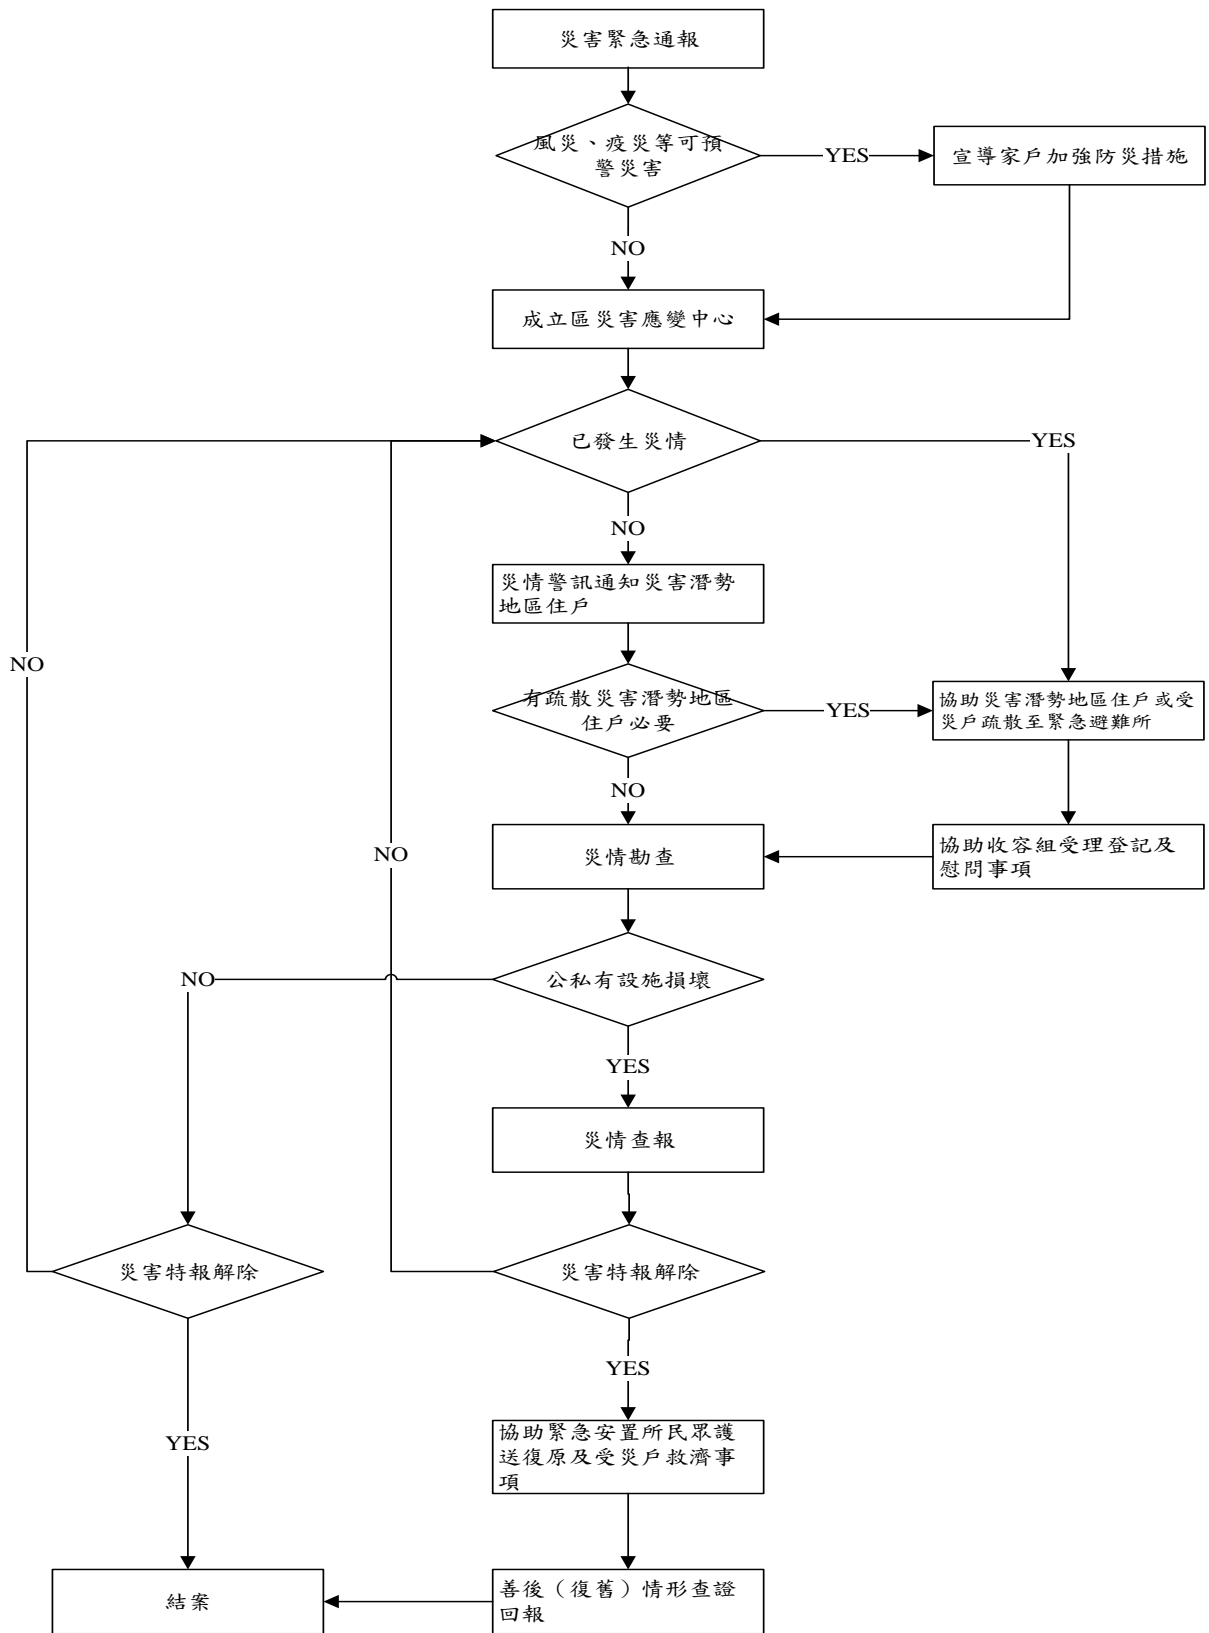 災害緊急通報
風災、疫災等可預
警災害
YES
宣導家戶加強防災措施
NO
成立區災害應變中心
已發生災情
YES
NO
災情警訊通知災害潛勢
地區住戶
NO
有疏散災害潛勢地區
住戶必要
YES
協助災害潛勢地區住戶或受
災戶疏散至緊急避難所
NO
災情勘查
協助收容組受理登記及
慰問事項
NO
公私有設施損壞
NO
YES
災情查報
災害特報解除
災害特報解除
YES
YES
協助緊急安置所民眾護
送復原及受災戶救濟事
項
結案
善後（復舊）情形查證
回報